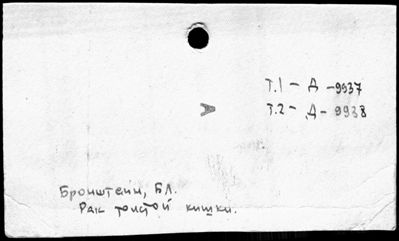 Т.1 – Д – 9937
Т.2 – Д – 9938
Бронштейн, Б.Л.
Рак толстой кишки.